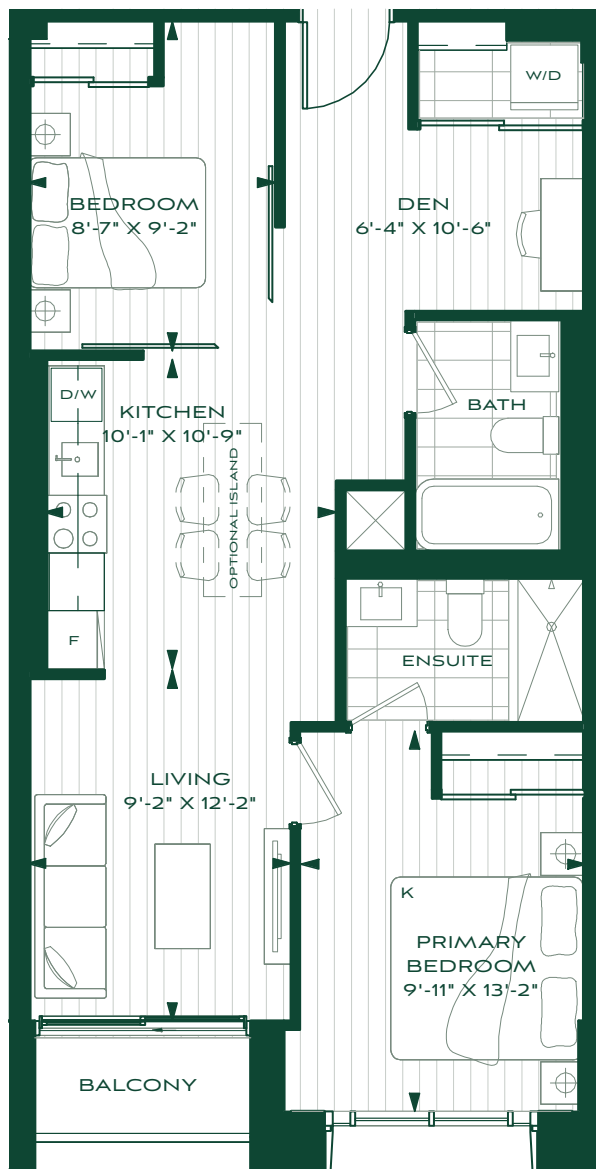 W/D
BEDROOM
8'-7" X 9'-2"
DEN
6'-4" X 10'-6"
D/W
KITCHEN
10'-1" X 10'-9"
BATH
OPTIONAL ISLAND
F
ENSUITE
LIVING
9'-2" X 12'-2"
K
PRIMARY
BEDROOM
9'-11" X 13'-2"
BALCONY